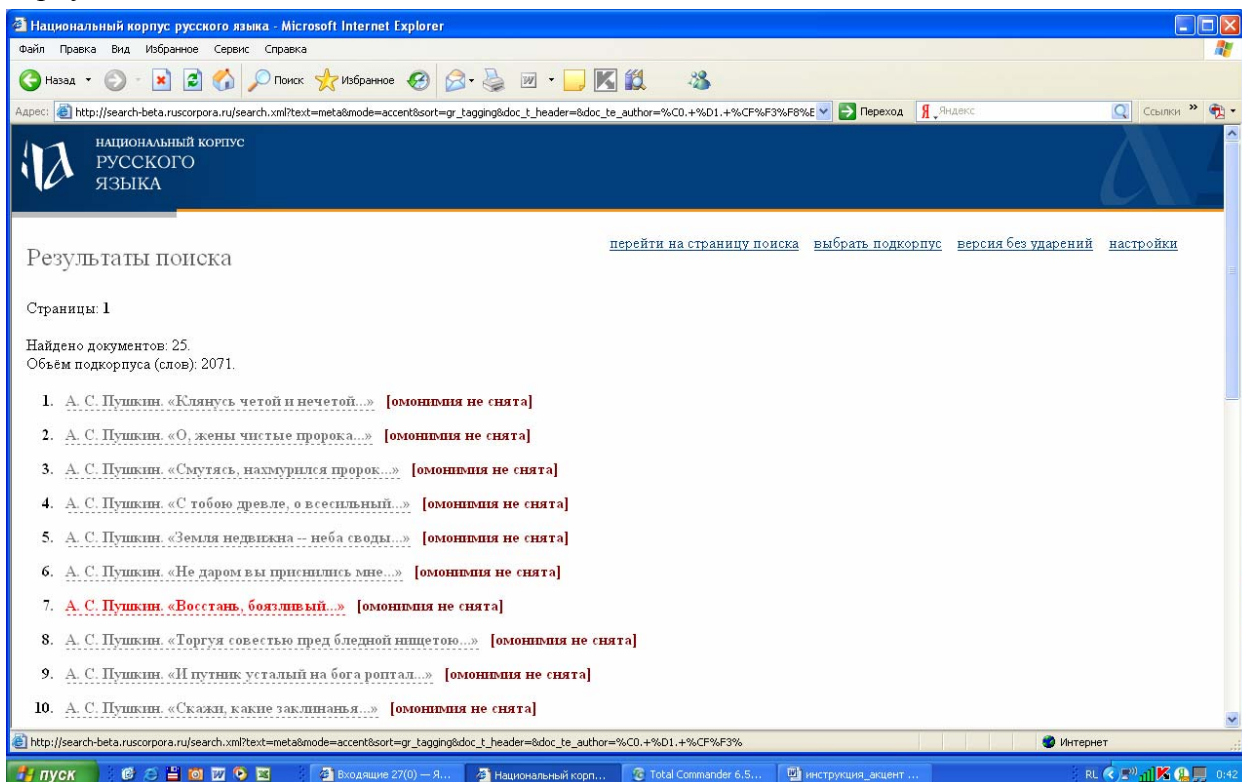 Национальный корпус русского языка - Microsoft Internet Explorer
Файл Правка Вид Избранное Сервис Справка
Назад Поиск Избранное
Адрес: http://search-beta.ruscorpora.ru/search.xml?text=meta&mode=accent&sort=gr_tagging&doc_t_header=&doc_te_author=%C0.+%D1.+%CF%F3%F8%E Переход Яндекс Ссылки »
НАЦИОНАЛЬНЫЙ КОРПУС
РУССКОГО
ЯЗЫКА
перейти на страницу поиска выбрать подкорпус версия без ударений настройки
Результаты поиска
Страницы: 1
Найдено документов: 25.
Объём подкорпуса (слов): 2071.
1. А. С. Пушкин. «Клянусь четой и нечетой...» [омонимия не снята]
2. А. С. Пушкин. «О, жены чистые пророка...» [омонимия не снята]
3. А. С. Пушкин. «Смутясь, нахмурился пророк...» [омонимия не снята]
4. А. С. Пушкин. «С тобою древле, о всесильный...» [омонимия не снята]
5. А. С. Пушкин. «Земля недвижна -- неба своды...» [омонимия не снята]
6. А. С. Пушкин. «Не даром вы приснились мне...» [омонимия не снята]
7. А. С. Пушкин. «Восстань, боязливый...» [омонимия не снята]
8. А. С. Пушкин. «Торгуя совестью пред бледной нищетою...» [омонимия не снята]
9. А. С. Пушкин. «И путник усталый на бога роптал...» [омонимия не снята]
10. А. С. Пушкин. «Скажи, какие заклинанья...» [омонимия не снята]
http://search-beta.ruscorpora.ru/search.xml?text=meta&mode=accent&sort=gr_tagging&doc_t_header=&doc_te_author=%C0.+%D1.+%CF%F3% Интернет
пуск Входящие 27(0) — Я... Национальный корп... Total Commander 6.5... инструкция_акцент ... RL 0:42